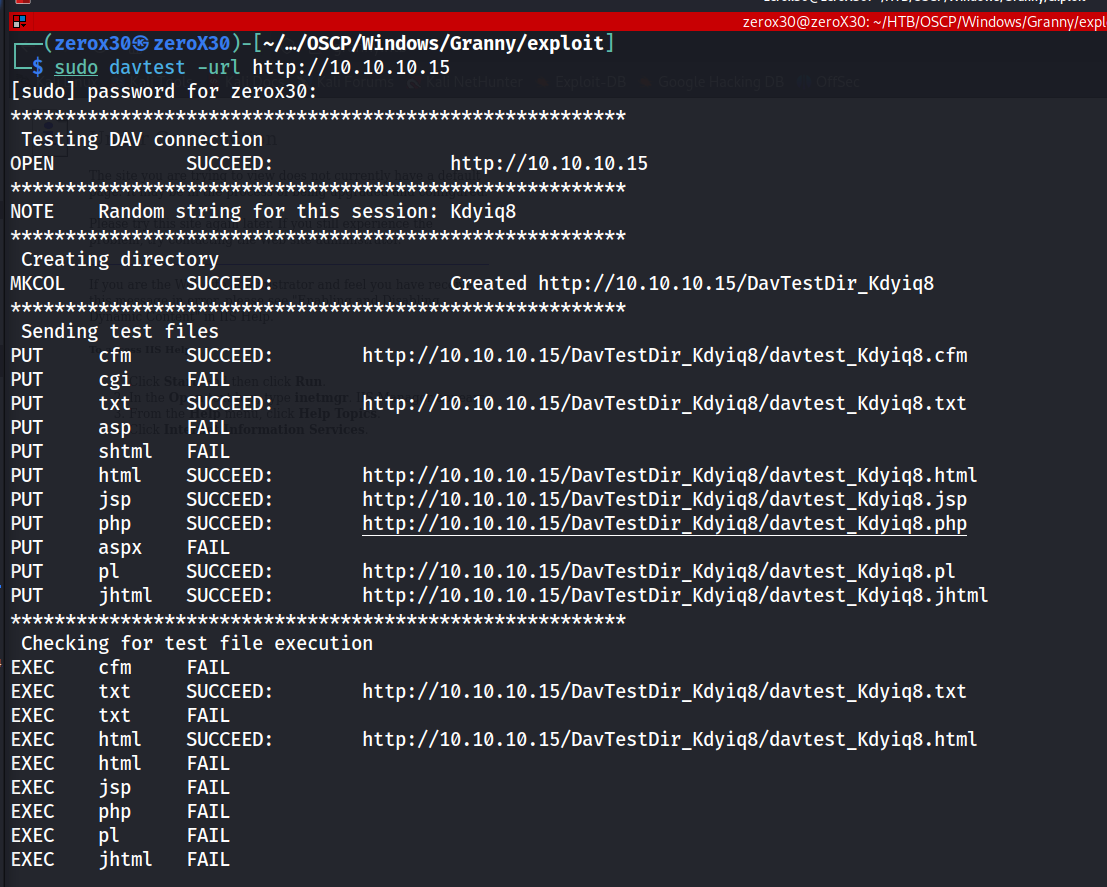 zerox30@zeroX30: ~/HTB/OSCP/Windows/Granny/expl
┌──(zerox30㉿zeroX30)-[~/…/OSCP/Windows/Granny/exploit]
└─$ sudo davtest -url http://10.10.10.15
[sudo] password for zerox30:
********************************************************
Testing DAV connection
OPEN SUCCEED: http://10.10.10.15
********************************************************
NOTE Random string for this session: Kdyiq8
********************************************************
Creating directory
MKCOL SUCCEED: Created http://10.10.10.15/DavTestDir_Kdyiq8
********************************************************
Sending test files
PUT cfm SUCCEED: http://10.10.10.15/DavTestDir_Kdyiq8/davtest_Kdyiq8.cfm
PUT cgi FAIL
PUT txt SUCCEED: http://10.10.10.15/DavTestDir_Kdyiq8/davtest_Kdyiq8.txt
PUT asp FAIL
PUT shtml FAIL
PUT html SUCCEED: http://10.10.10.15/DavTestDir_Kdyiq8/davtest_Kdyiq8.html
PUT jsp SUCCEED: http://10.10.10.15/DavTestDir_Kdyiq8/davtest_Kdyiq8.jsp
PUT php SUCCEED: http://10.10.10.15/DavTestDir_Kdyiq8/davtest_Kdyiq8.php
PUT aspx FAIL
PUT pl SUCCEED: http://10.10.10.15/DavTestDir_Kdyiq8/davtest_Kdyiq8.pl
PUT jhtml SUCCEED: http://10.10.10.15/DavTestDir_Kdyiq8/davtest_Kdyiq8.jhtml
********************************************************
Checking for test file execution
EXEC cfm FAIL
EXEC txt SUCCEED: http://10.10.10.15/DavTestDir_Kdyiq8/davtest_Kdyiq8.txt
EXEC txt FAIL
EXEC html SUCCEED: http://10.10.10.15/DavTestDir_Kdyiq8/davtest_Kdyiq8.html
EXEC html FAIL
EXEC jsp FAIL
EXEC php FAIL
EXEC pl FAIL
EXEC jhtml FAIL